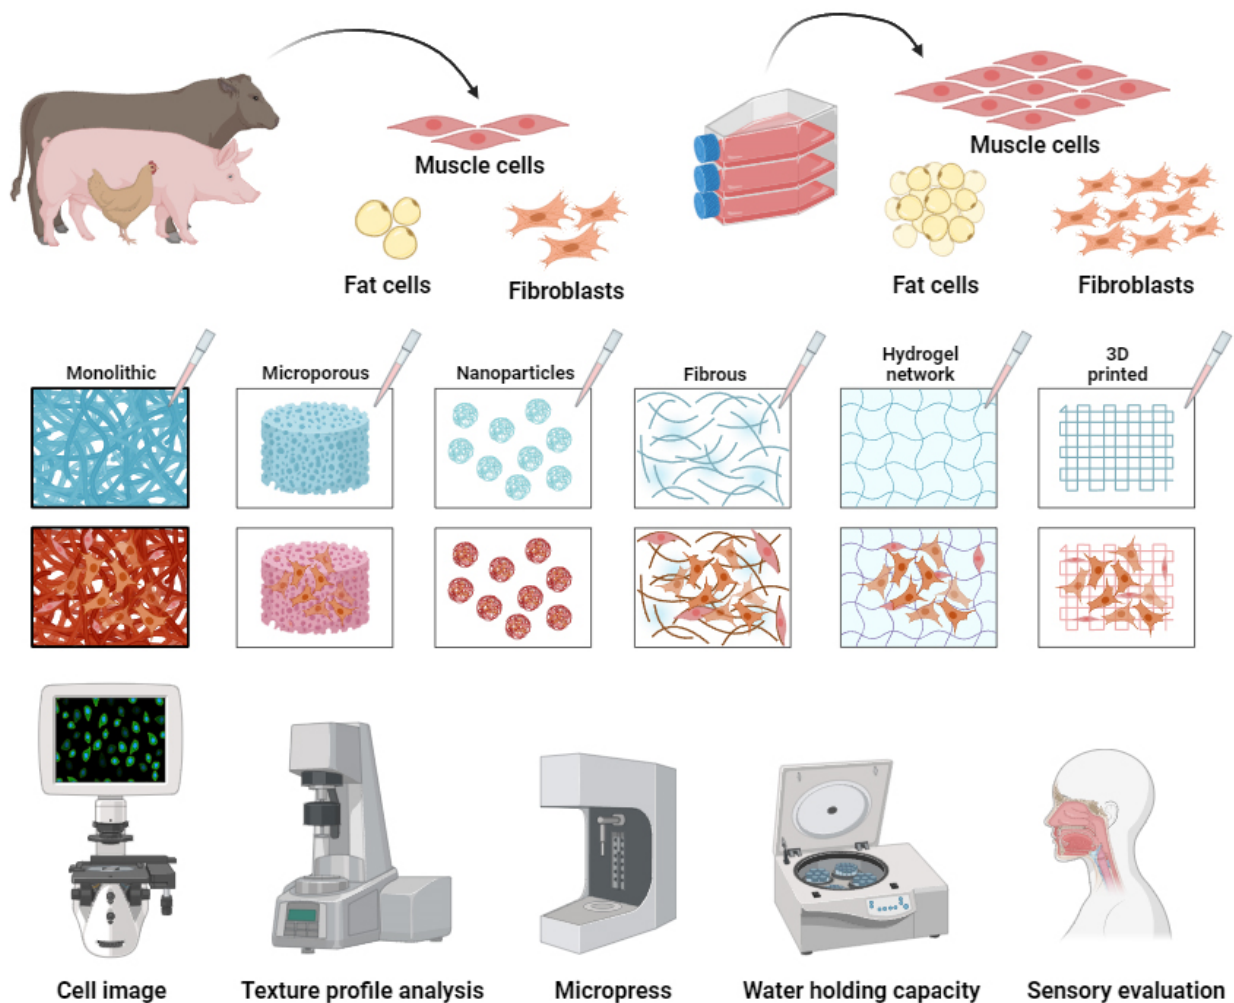 Muscle cells
Muscle cells
Fat cells
Fibroblasts
Fat cells
Fibroblasts
Monolithic
Microporous
Nanoparticles
Fibrous
Hydrogel
network
3D
printed
Cell image
Texture profile analysis
Micropress
Water holding capacity
Sensory evaluation